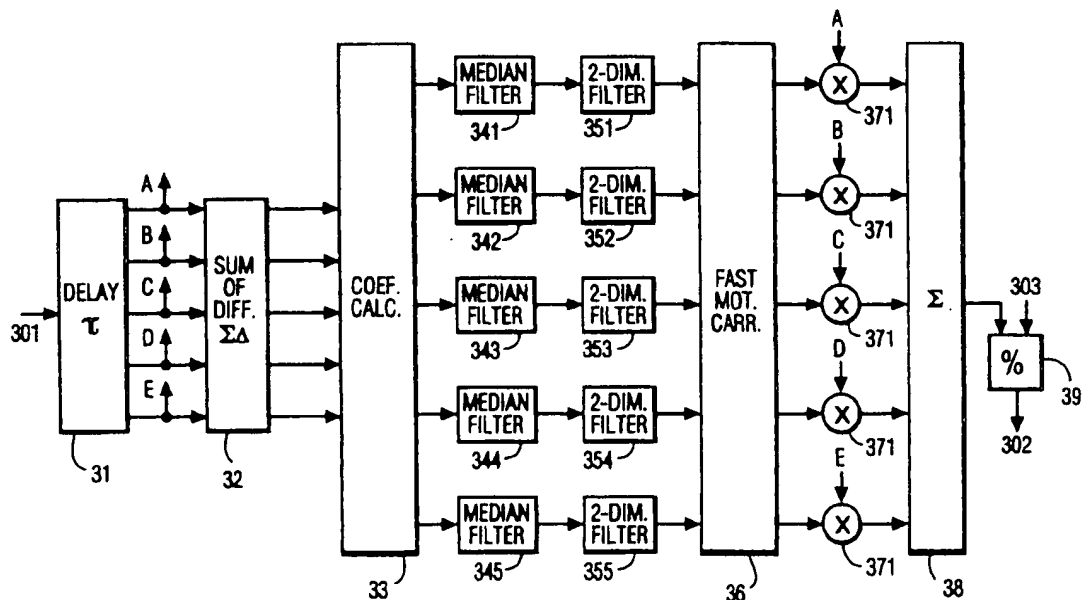 A
MEDIAN
FILTER
341
2-DIM.
FILTER
351
X
371
B
MEDIAN
FILTER
342
2-DIM.
FILTER
352
X
371
301
DELAY
τ
31
A
B
C
D
E
SUM
OF
DIFF.
ΣΔ
32
COEF.
CALC.
33
C
MEDIAN
FILTER
343
2-DIM.
FILTER
353
FAST
MOT.
CARR.
36
X
371
Σ
38
303
%
39
302
D
MEDIAN
FILTER
344
2-DIM.
FILTER
354
X
371
E
MEDIAN
FILTER
345
2-DIM.
FILTER
355
X
371